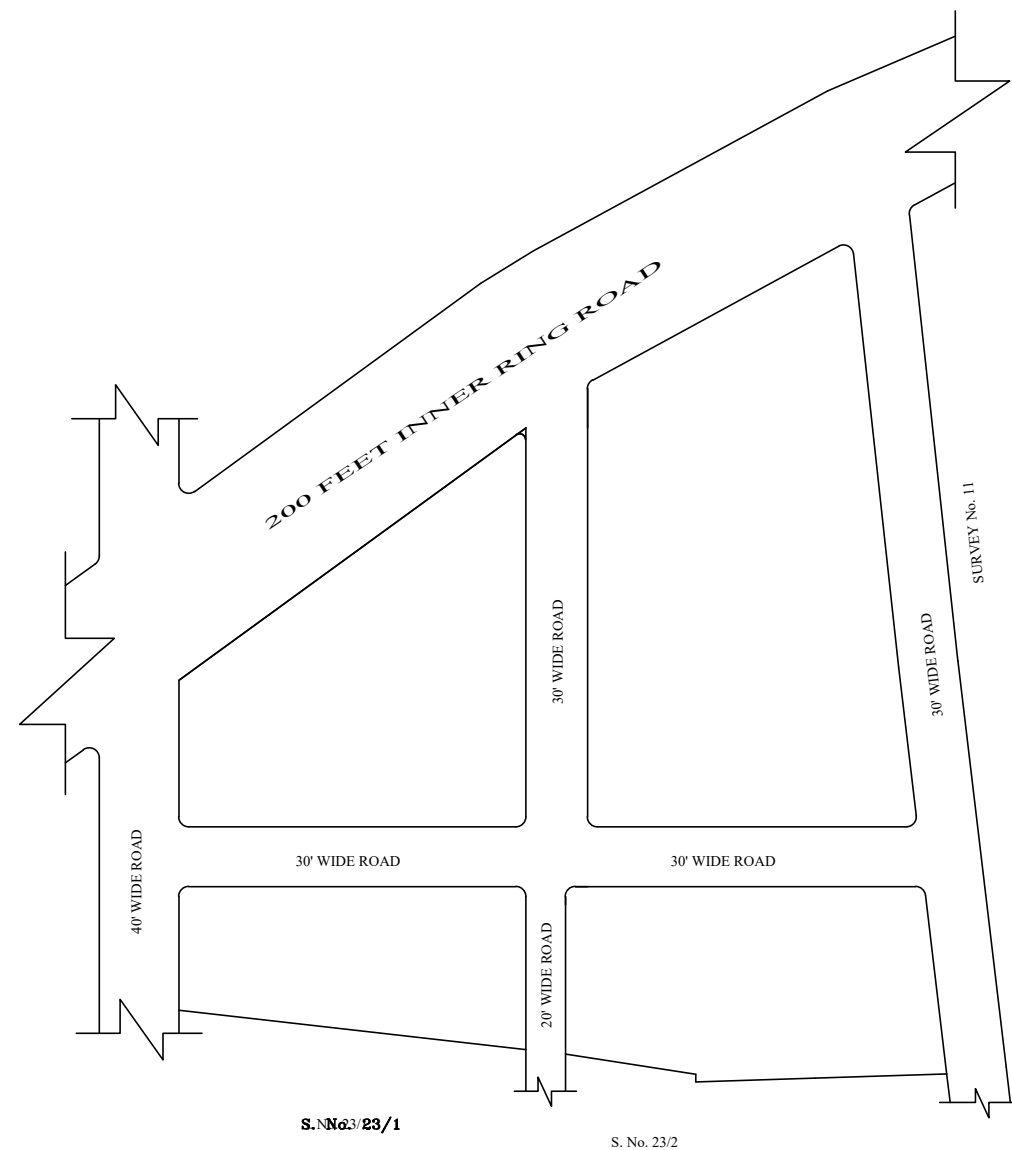 200 FEET INNER RING ROAD
SURVEY No. 11
30' WIDE ROAD
30' WIDE ROAD
40' WIDE ROAD
30' WIDE ROAD
30' WIDE ROAD
20' WIDE ROAD
S. No. 23/1
S. No. 23/2